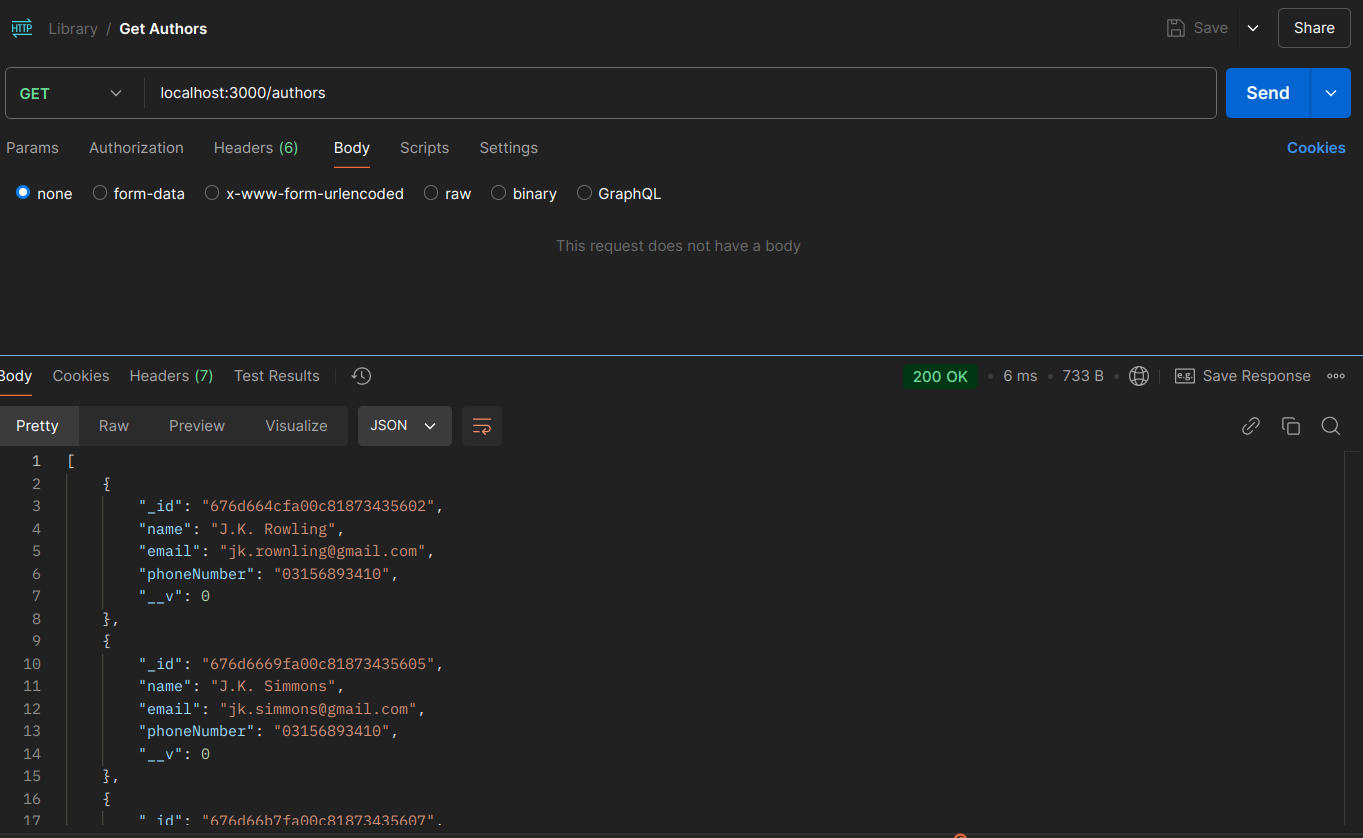 HTTP Library / Get Authors Save Share
GET localhost:3000/authors Send
Params Authorization Headers (6) Body Scripts Settings Cookies
none form-data x-www-form-urlencoded raw binary GraphQL
This request does not have a body
Body Cookies Headers (7) Test Results 200 OK • 6 ms • 733 B • e.g. Save Response
Pretty Raw Preview Visualize JSON
1 [
2 {
3 "_id": "676d664cfa00c81873435602",
4 "name": "J.K. Rowling",
5 "email": "jk.rownling@gmail.com",
6 "phoneNumber": "03156893410",
7 "__v": 0
8 },
9 {
10 "_id": "676d6669fa00c81873435605",
11 "name": "J.K. Simmons",
12 "email": "jk.simmons@gmail.com",
13 "phoneNumber": "03156893410",
14 "__v": 0
15 },
16 {
17 "_id": "676d66b7fa00c81873435607",